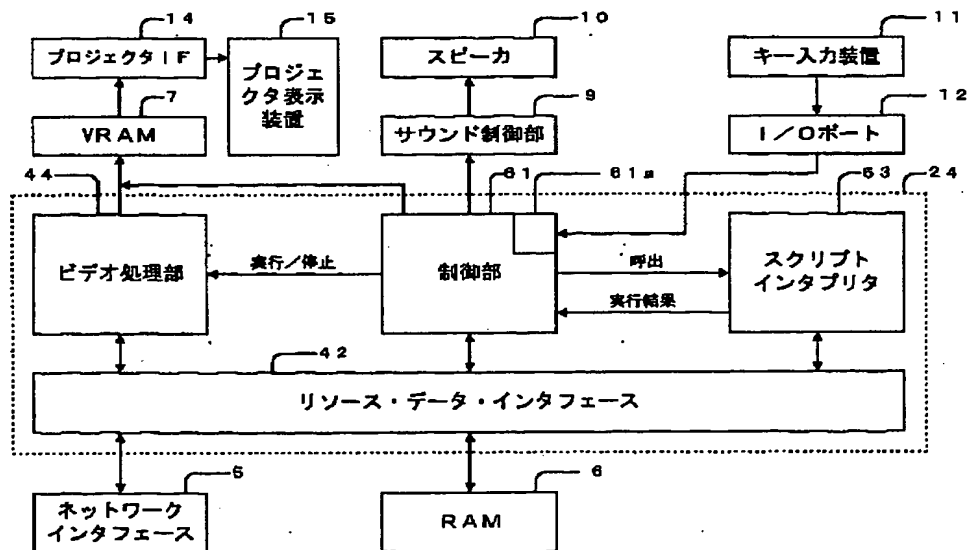 14
15
10
11
プロジェクタIF
プロジェ
クタ表示
装置
スピーカ
キー入力装置
7
9
12
VRAM
サウンド制御部
I/Oポート
44
61
61a
63
24
ビデオ処理部
実行/停止
制御部
呼出
実行結果
スクリプト
インタプリタ
42
リソース・データ・インタフェース
5
6
ネットワーク
インタフェース
RAM